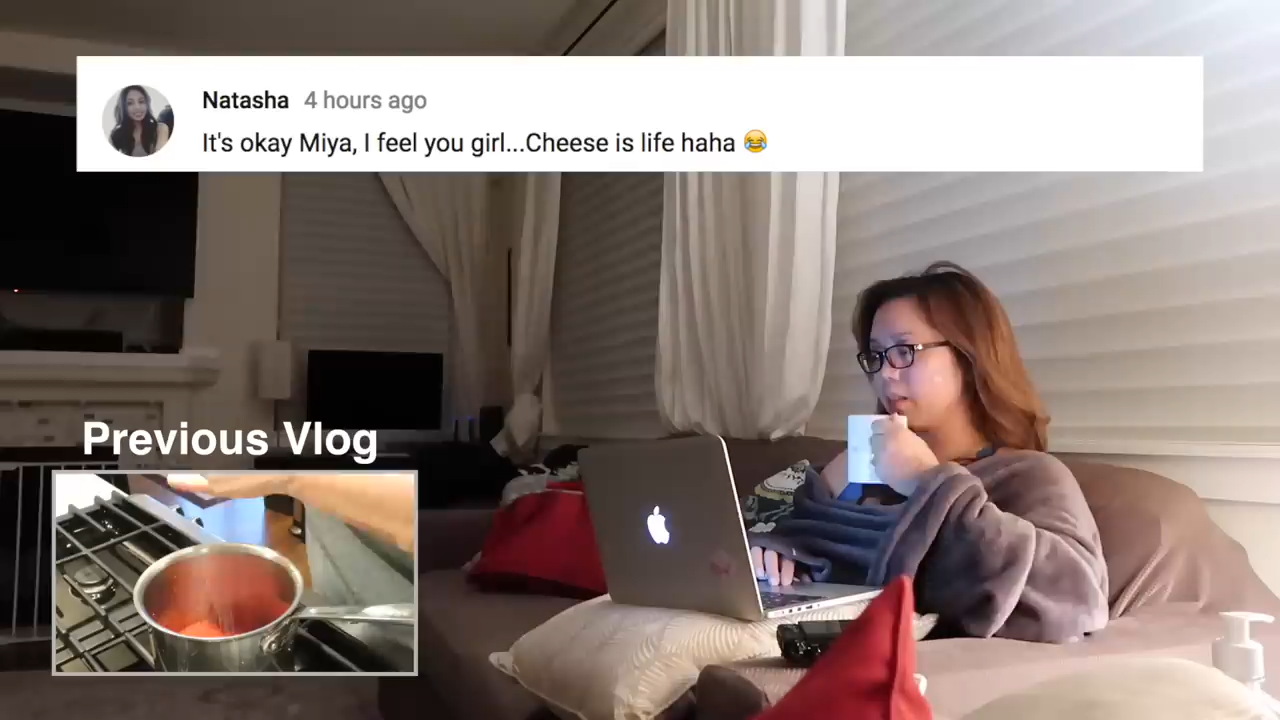 Natasha 4 hours ago
It's okay Miya, I feel you girl...Cheese is life haha 😂
Previous Vlog